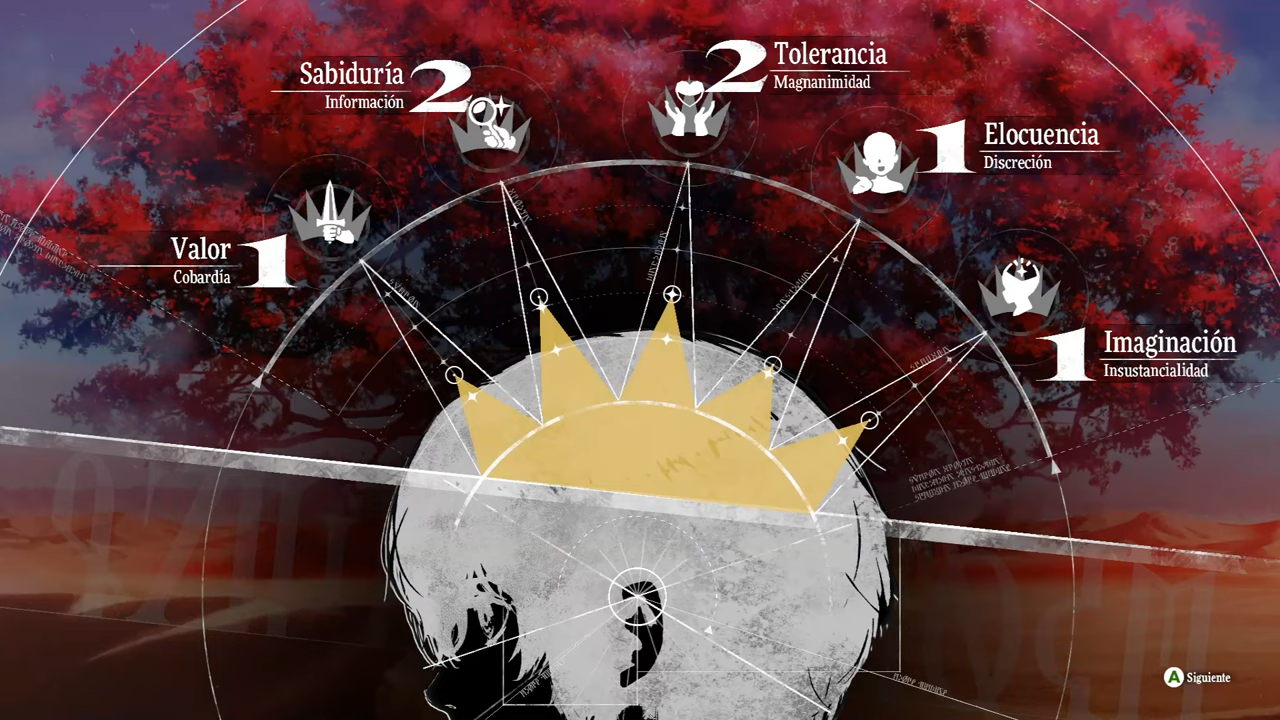 Sabiduría
2
Información
2
Tolerancia
Magnanimidad
1
Elocuencia
Discreción
Valor
1
Cobardía
1
Imaginación
Insustancialidad
A Siguiente